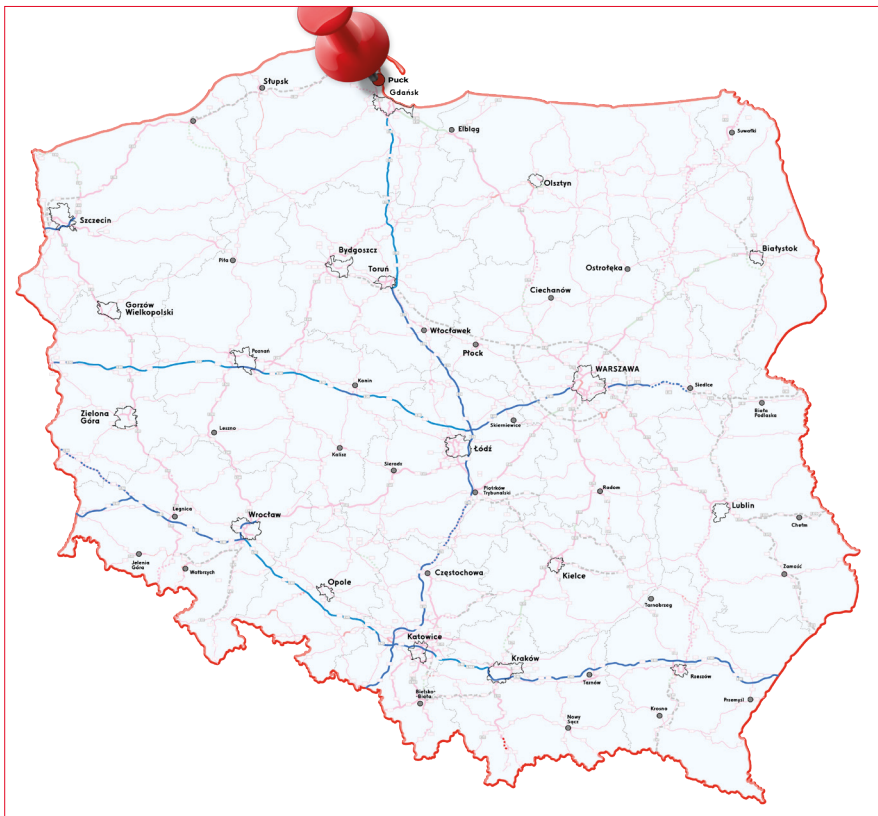 Słupsk
Puck
Gdańsk
Elbląg
Suwałki
Olsztyn
Szczecin
Bydgoszcz
Białystok
Piła
Toruń
Ostrołęka
Ciechanów
Gorzów
Wielkopolski
Włocławek
Płock
Poznań
WARSZAWA
Konin
Siedlce
Skierniewice
Biała
Podlaska
Zielona
Góra
Leszno
Kalisz
Łódź
Sieradz
Piotrków
Trybunalski
Radom
Legnica
Wrocław
Lublin
Chełm
Jelenia
Góra
Wałbrzych
Częstochowa
Kielce
Zamość
Opole
Tarnobrzeg
Katowice
Kraków
Tarnów
Rzeszów
Bielsko-
Biała
Przemyśl
Krosno
Nowy
Sącz